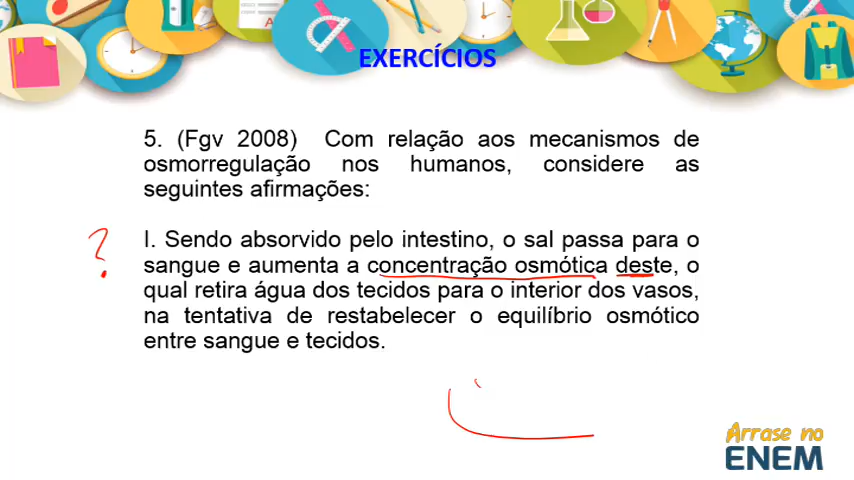 EXERCÍCIOS
5. (Fgv 2008) Com relação aos mecanismos de
osmorregulação nos humanos, considere as
seguintes afirmações:
?
I. Sendo absorvido pelo intestino, o sal passa para o
sangue e aumenta a concentração osmótica deste, o
qual retira água dos tecidos para o interior dos vasos,
na tentativa de restabelecer o equilíbrio osmótico
entre sangue e tecidos.
Arrase no
ENEM